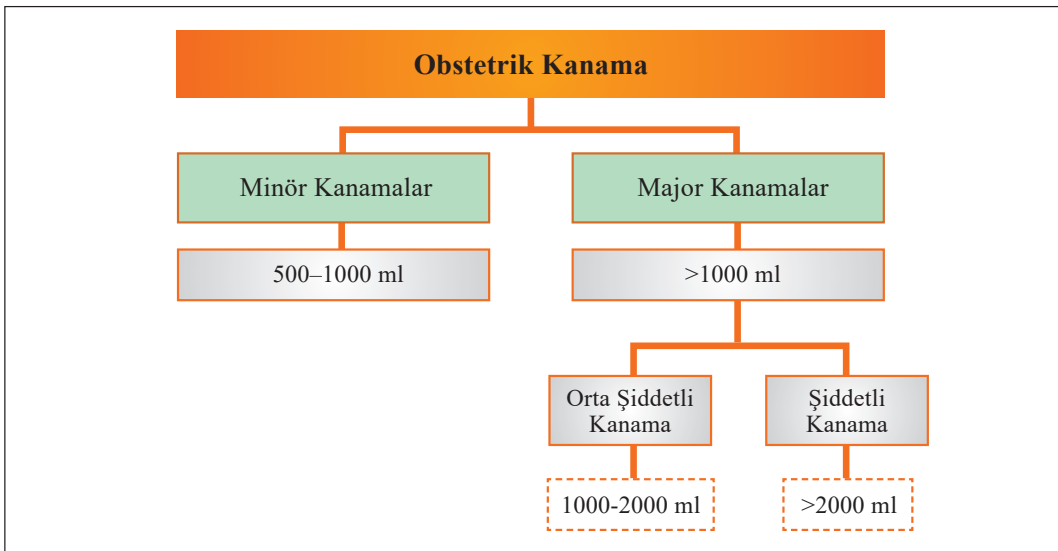 Obstetrik Kanama
Minör Kanamalar
Major Kanamalar
500–1000 ml
>1000 ml
Orta Şiddetli
Kanama
Şiddetli
Kanama
1000-2000 ml
>2000 ml